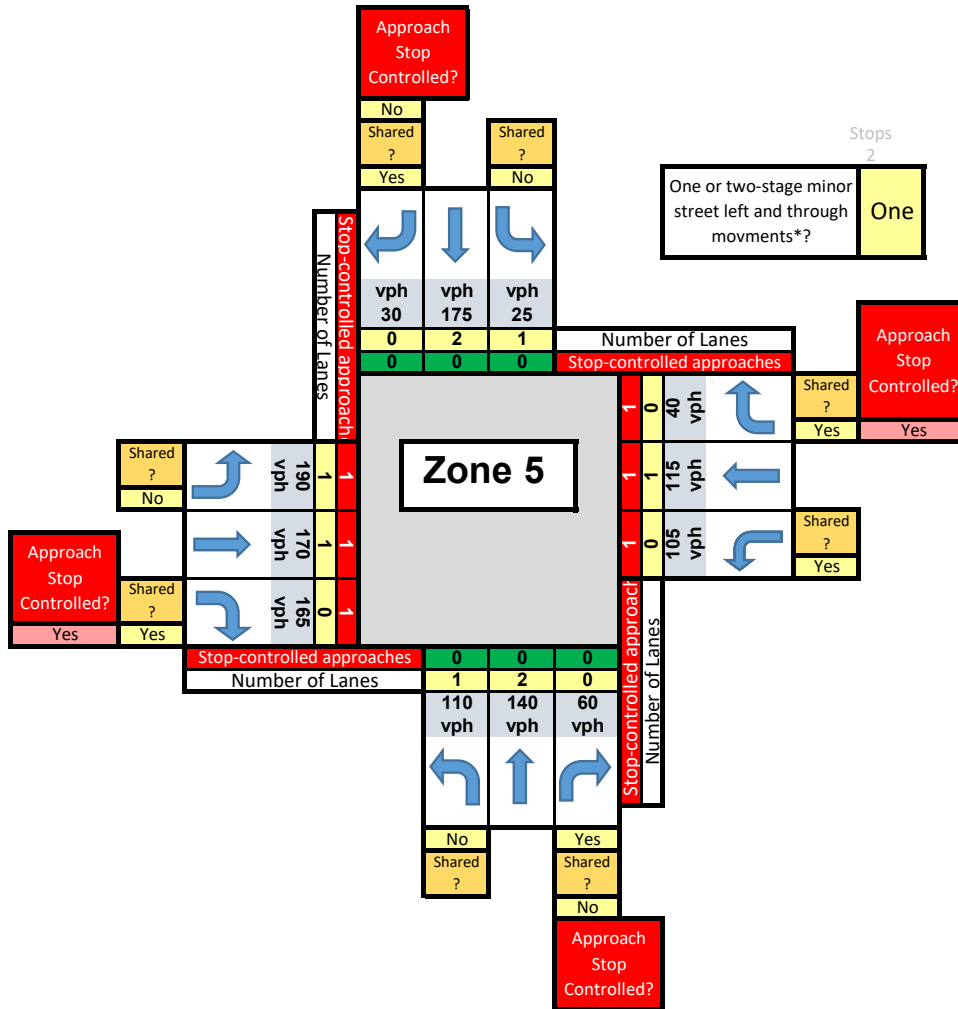 Approach
Stop
Controlled?
No
Shared
?
Yes
Shared
?
No
Stops
2
One or two-stage minor
street left and through
movments*?
One
vph
30
vph
175
vph
25
0
2
1
0
0
0
Number of Lanes
Stop-controlled approaches
Number of Lanes
Stop-controlled approache
Approach
Stop
Controlled?
Yes
Shared
?
Yes
1
0
40
vph
1
1
115
vph
1
0
105
vph
Shared
?
Yes
Zone 5
Shared
?
No
190
vph
1
1
170
vph
1
1
165
vph
0
1
Approach
Stop
Controlled?
Yes
Shared
?
Yes
Stop-controlled approaches
Number of Lanes
0
0
0
1
2
0
110
vph
140
vph
60
vph
Stop-controlled approach
Number of Lanes
No
Shared
?
Yes
Shared
?
No
Approach
Stop
Controlled?